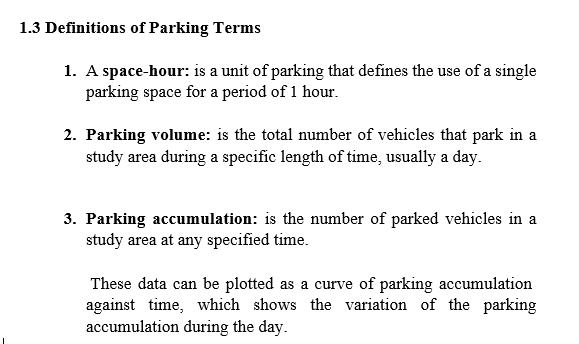 1.3 Definitions of Parking Terms
1. A space-hour: is a unit of parking that defines the use of a single
parking space for a period of 1 hour.
2. Parking volume: is the total number of vehicles that park in a
study area during a specific length of time, usually a day.
3. Parking accumulation: is the number of parked vehicles in a
study area at any specified time.
These data can be plotted as a curve of parking accumulation
against time, which shows the variation of the parking
accumulation during the day.